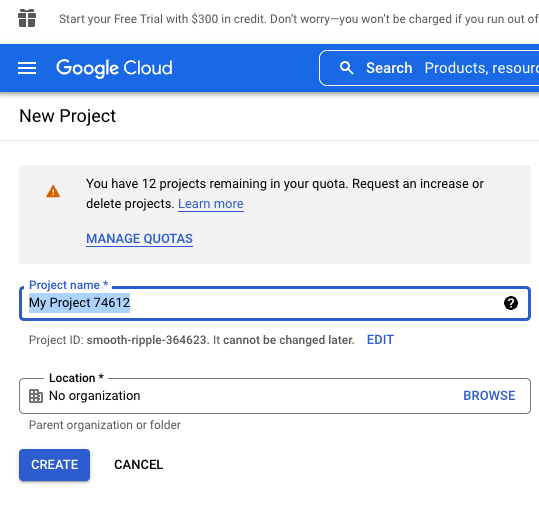 Start your Free Trial with $300 in credit. Don't worry—you won't be charged if you run out of
Google Cloud
Search Products, resourc
New Project
You have 12 projects remaining in your quota. Request an increase or
delete projects. Learn more
MANAGE QUOTAS
Project name *
My Project 74612
Project ID: smooth-ripple-364623. It cannot be changed later. EDIT
Location *
No organization BROWSE
Parent organization or folder
CREATE CANCEL